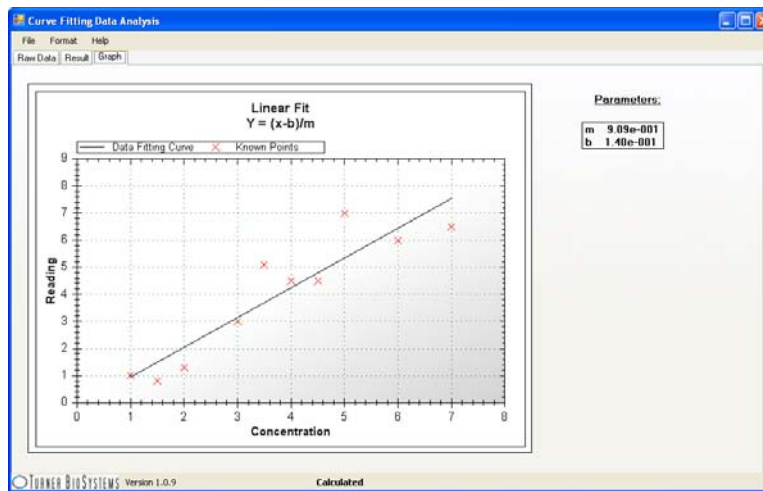 Curve Fitting Data Analysis
File Format Help
Raw Data Result Graph
Linear Fit
Y = (x-b)/m
Data Fitting Curve Known Points
Parameters:
m 9.09e-001
b 1.40e-001
9
8
7
6
5
4
3
2
1
0
Reading
0 1 2 3 4 5 6 7 8
Concentration
TURNER BIOSYSTEMS Version 1.0.9 Calculated